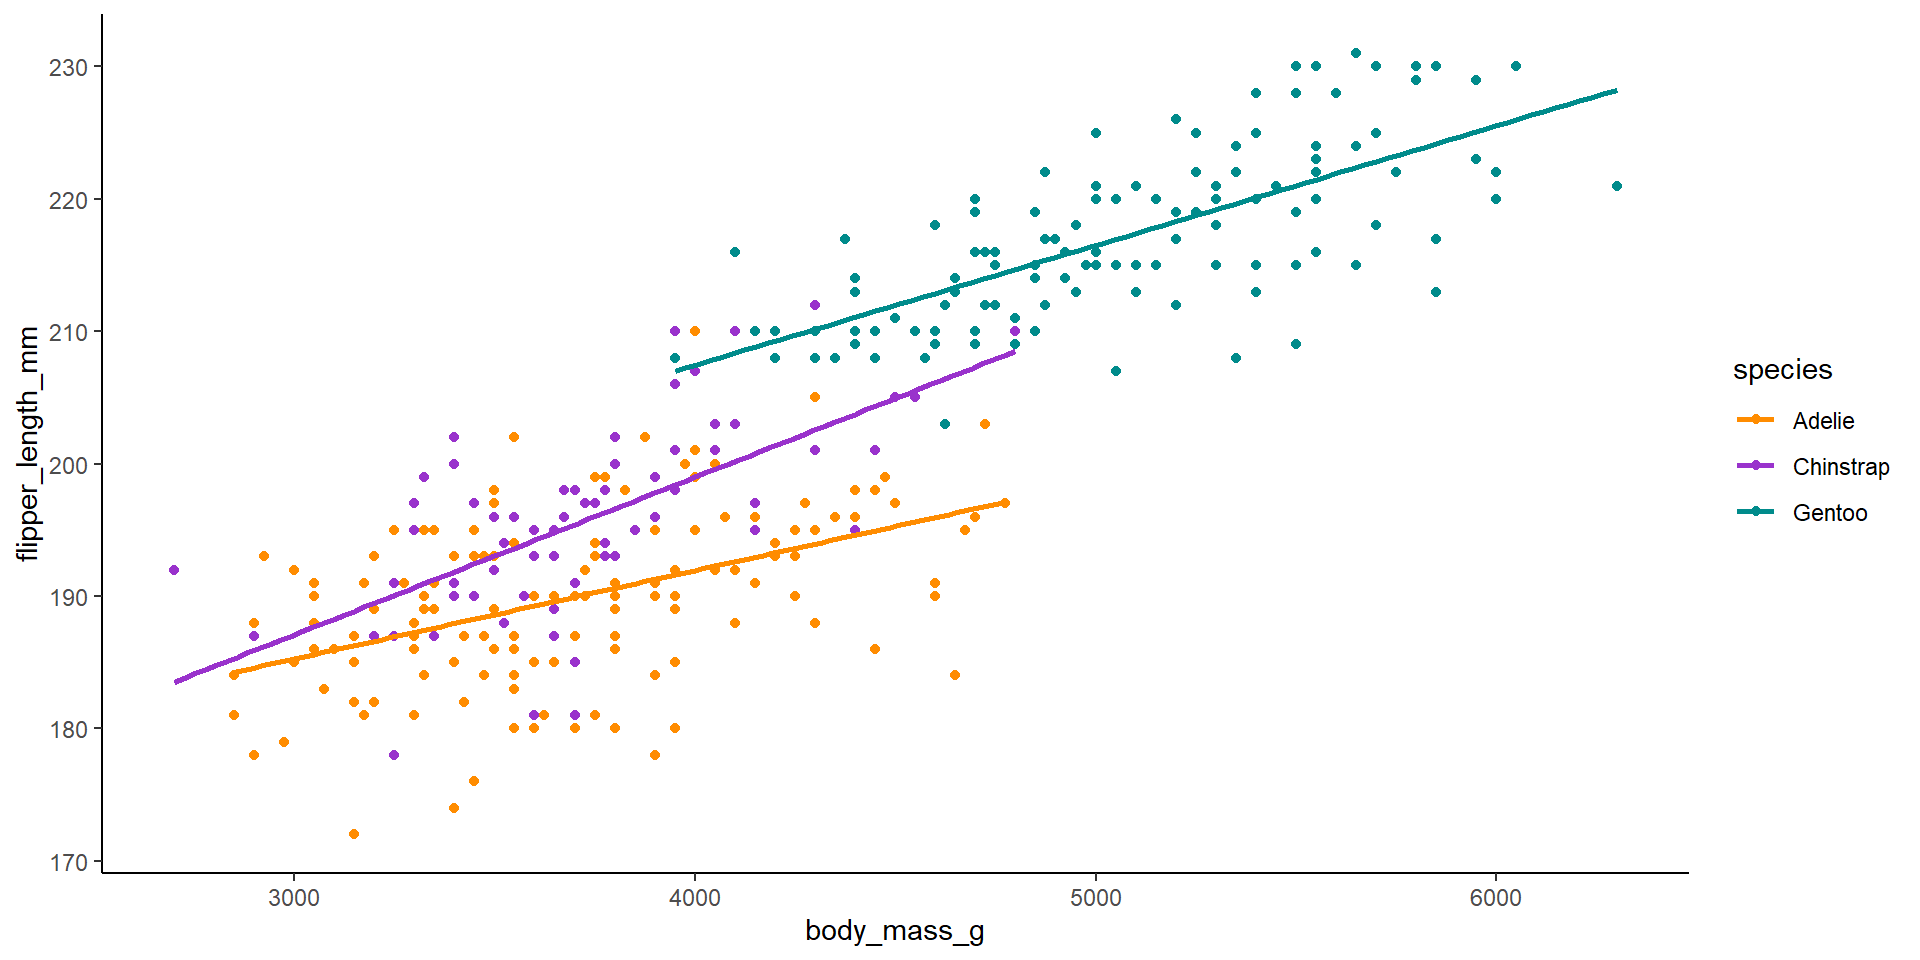 230
220
210
200
190
180
170
flipper_length_mm
3000
4000
5000
6000
body_mass_g
species
Adelie
Chinstrap
Gentoo